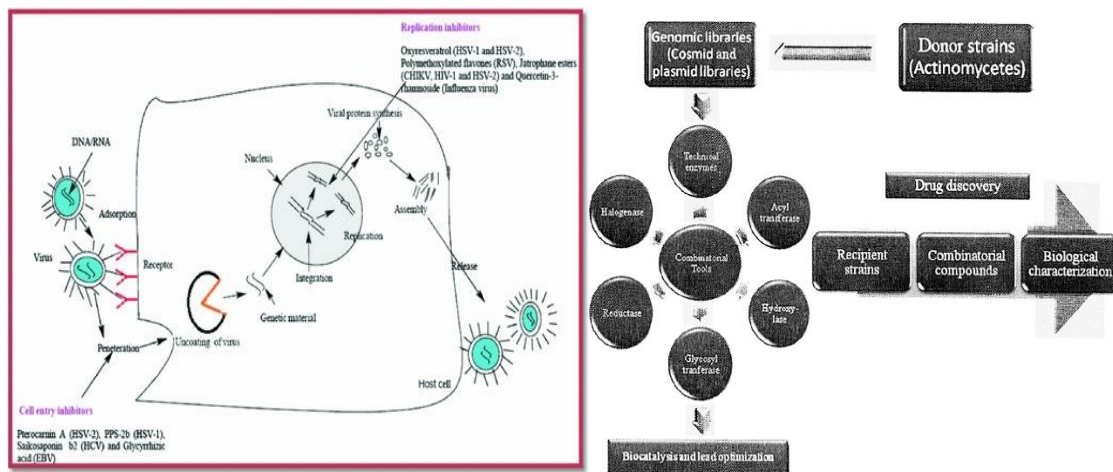 Replication inhibitors
Oxyresveratrol (HSV-1 and HSV-2),
Polymethoxylated flavones (RSV), Jatrophane esters
(CHIKV, HIV-1 and HSV-2) and Quercetin-3-
rhamnoside (Influenza virus)
Viral protein synthesis
DNA/RNA
Nucleus
Adsorption
Assembly
Replication
Virus
Receptor
Release
Integration
Genetic material
Uncoating of virus
Peneteration
Host cell
Cell entry inhibitors
Pterocarnin A (HSV-2), PPS-2b (HSV-1),
Saikosaponin b2 (HCV) and Glycyrrhizic
acid (EBV)
Genomic libraries
(Cosmid and
plasmid libraries)
Donor strains
(Actinomycetes)
Technical
enzymes
Drug discovery
Halogenase
Acyl
tranferase
Combinatorial
Tools
Recipient
strains
Combinatorial
compounds
Biological
characterization
Reductase
Hydroxy-
lase
Glycosyl
tranferase
Biocatalysis and lead optimization